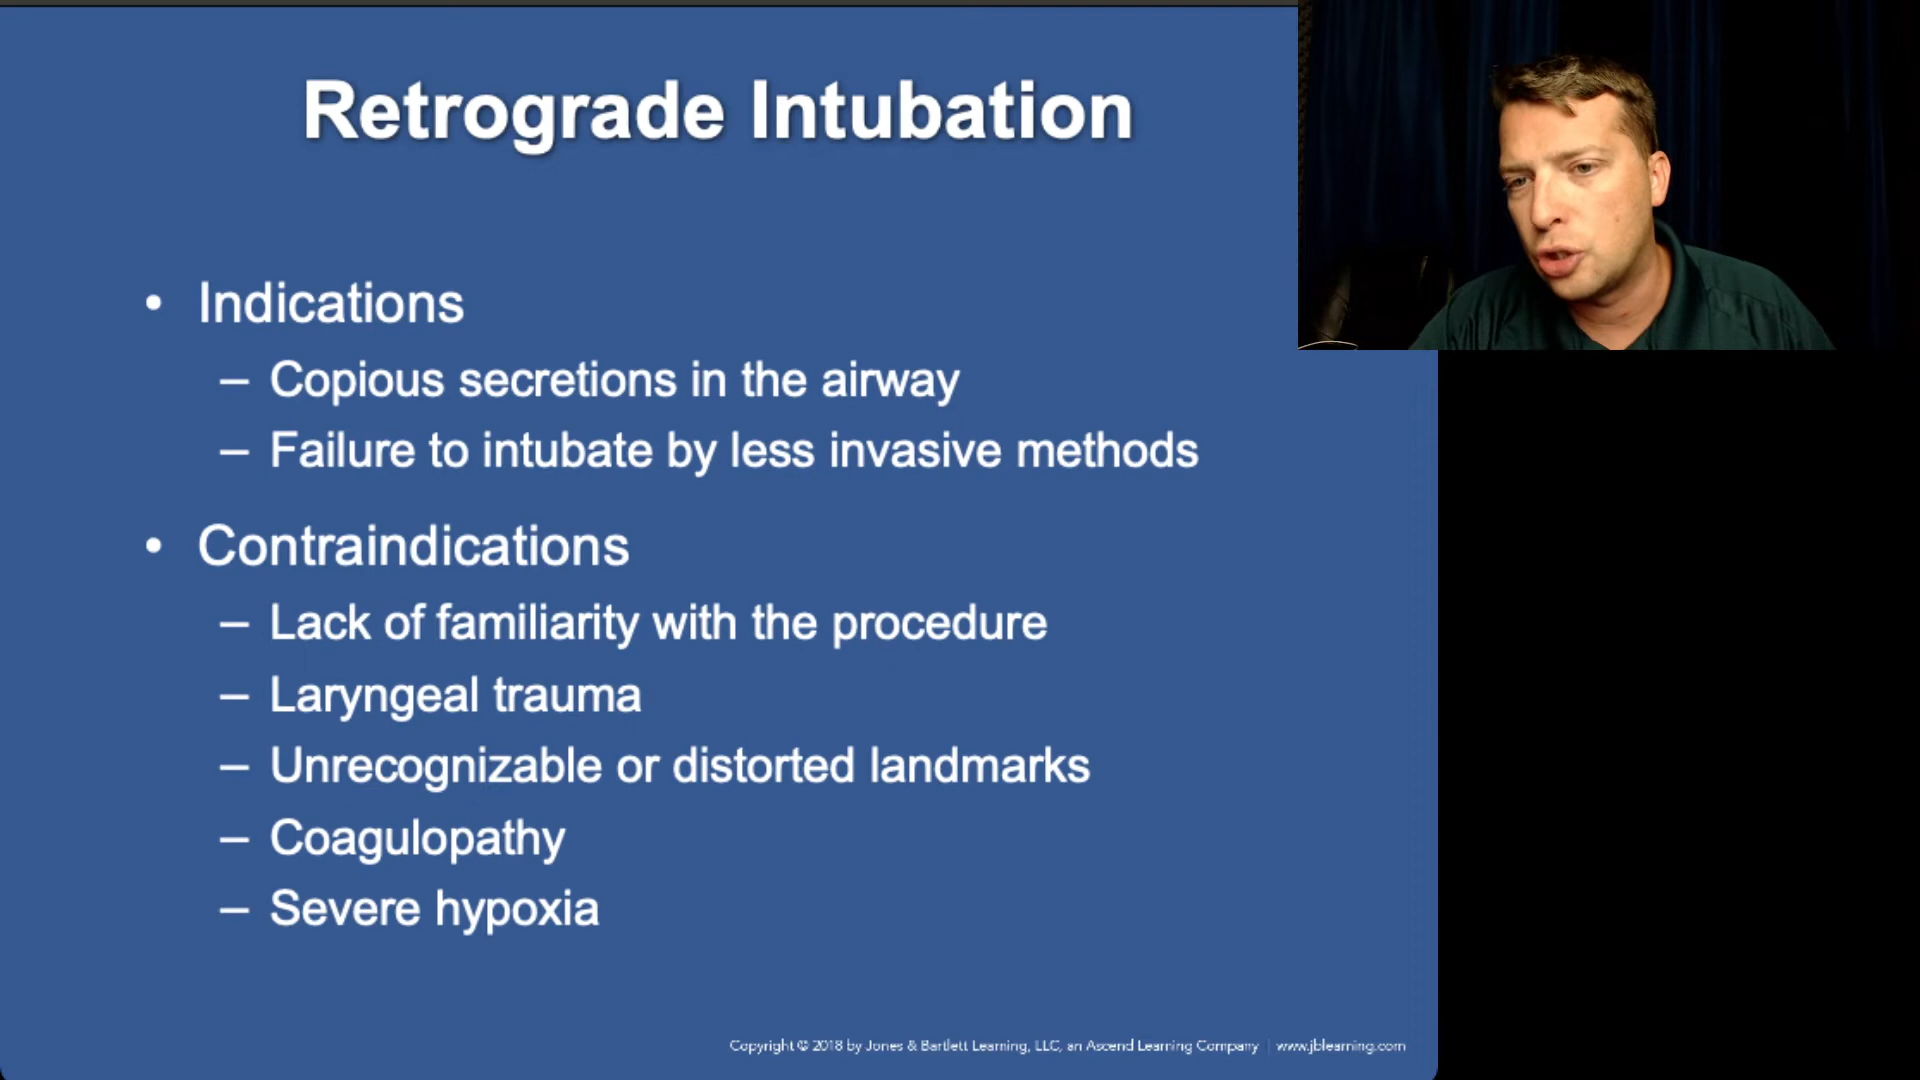 Retrograde Intubation
• Indications
– Copious secretions in the airway
– Failure to intubate by less invasive methods
• Contraindications
– Lack of familiarity with the procedure
– Laryngeal trauma
– Unrecognizable or distorted landmarks
– Coagulopathy
– Severe hypoxia
Copyright © 2018 by Jones & Bartlett Learning, LLC, an Ascend Learning Company | www.jblearning.com